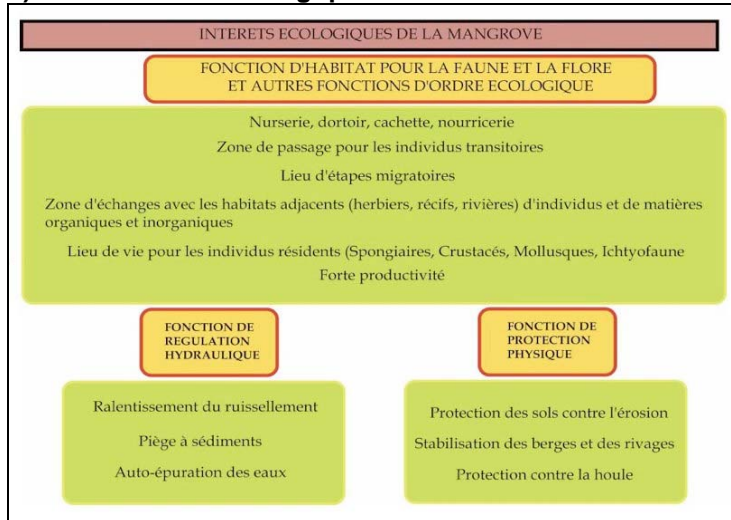 INTERETS ECOLOGIQUES DE LA MANGROVE
FONCTION D'HABITAT POUR LA FAUNE ET LA FLORE
ET AUTRES FONCTIONS D'ORDRE ECOLOGIQUE
Nurserie, dortoir, cachette, nourricerie
Zone de passage pour les individus transitoires
Lieu d'étapes migratoires
Zone d'échanges avec les habitats adjacents (herbiers, récifs, rivières) d'individus et de matières
organiques et inorganiques
Lieu de vie pour les individus résidents (Spongiaires, Crustacés, Mollusques, Ichtyofaune
Forte productivité
FONCTION DE
REGULATION
HYDRAULIQUE
Ralentissement du ruissellement
Piège à sédiments
Auto-épuration des eaux
FONCTION DE
PROTECTION
PHYSIQUE
Protection des sols contre l'érosion
Stabilisation des berges et des rivages
Protection contre la houle